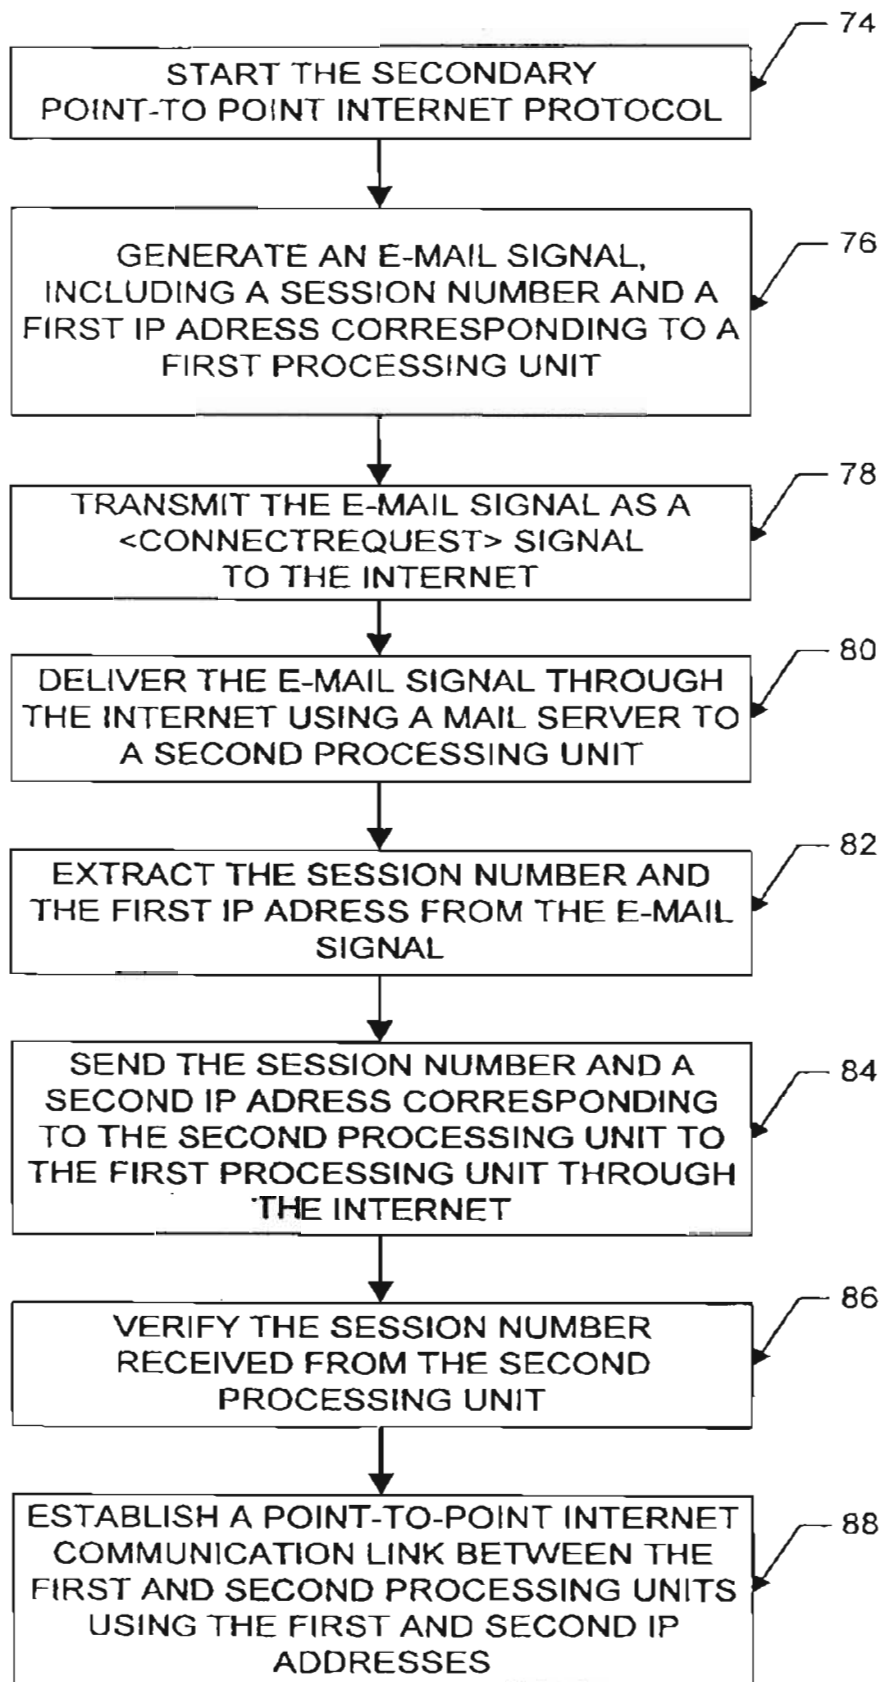 74
START THE SECONDARY
POINT-TO POINT INTERNET PROTOCOL
76
GENERATE AN E-MAIL SIGNAL,
INCLUDING A SESSION NUMBER AND A
FIRST IP ADRESS CORRESPONDING TO A
FIRST PROCESSING UNIT
78
TRANSMIT THE E-MAIL SIGNAL AS A
<CONNECTREQUEST> SIGNAL
TO THE INTERNET
80
DELIVER THE E-MAIL SIGNAL THROUGH
THE INTERNET USING A MAIL SERVER TO
A SECOND PROCESSING UNIT
82
EXTRACT THE SESSION NUMBER AND
THE FIRST IP ADRESS FROM THE E-MAIL
SIGNAL
84
SEND THE SESSION NUMBER AND A
SECOND IP ADRESS CORRESPONDING
TO THE SECOND PROCESSING UNIT TO
THE FIRST PROCESSING UNIT THROUGH
THE INTERNET
86
VERIFY THE SESSION NUMBER
RECEIVED FROM THE SECOND
PROCESSING UNIT
88
ESTABLISH A POINT-TO-POINT INTERNET
COMMUNICATION LINK BETWEEN THE
FIRST AND SECOND PROCESSING UNITS
USING THE FIRST AND SECOND IP
ADDRESSES